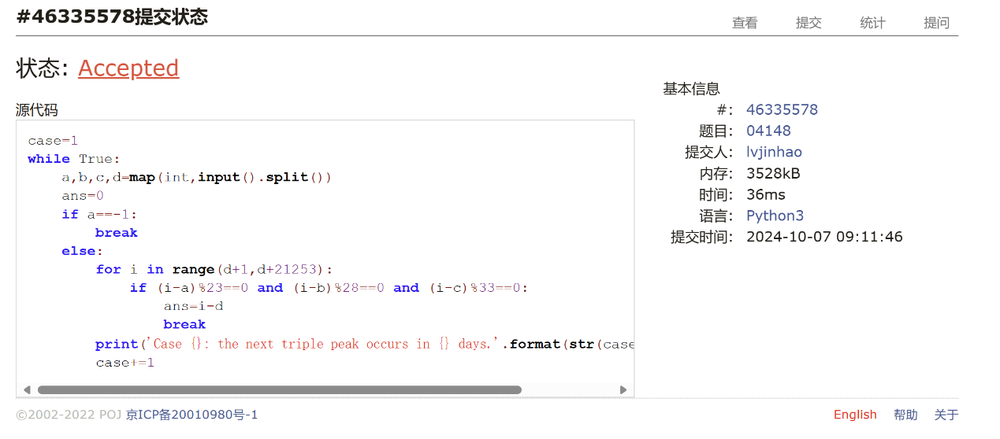 #46335578提交状态
查看 提交 统计 提问
状态: Accepted
源代码
case=1
while True:
    a,b,c,d=map(int,input().split())
    ans=0
    if a==-1:
        break
    else:
        for i in range(d+1,d+21253):
            if (i-a)%23==0 and (i-b)%28==0 and (i-c)%33==0:
                ans=i-d
                break
        print('Case {}: the next triple peak occurs in {} days.'.format(str(case
        case+=1
基本信息
#: 46335578
题目: 04148
提交人: lvjinhao
内存: 3528kB
时间: 36ms
语言: Python3
提交时间: 2024-10-07 09:11:46
©2002-2022 POJ 京ICP备20010980号-1
English 帮助 关于